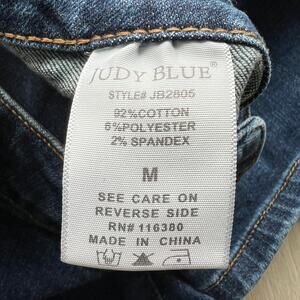 JUDY BLUE®
STYLE# JB2805
92%COTTON
6%POLYESTER
2% SPANDEX
M
SEE CARE ON
REVERSE SIDE
RN# 116380
MADE IN CHINA